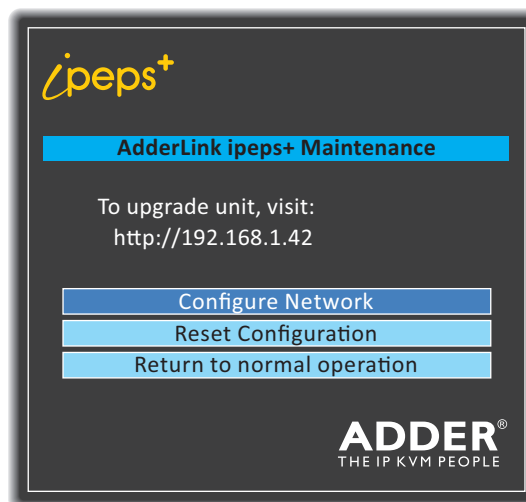 ipeps+
AdderLink ipeps+ Maintenance
To upgrade unit, visit:
http://192.168.1.42
Configure Network
Reset Configuration
Return to normal operation
ADDER®
THE IP KVM PEOPLE